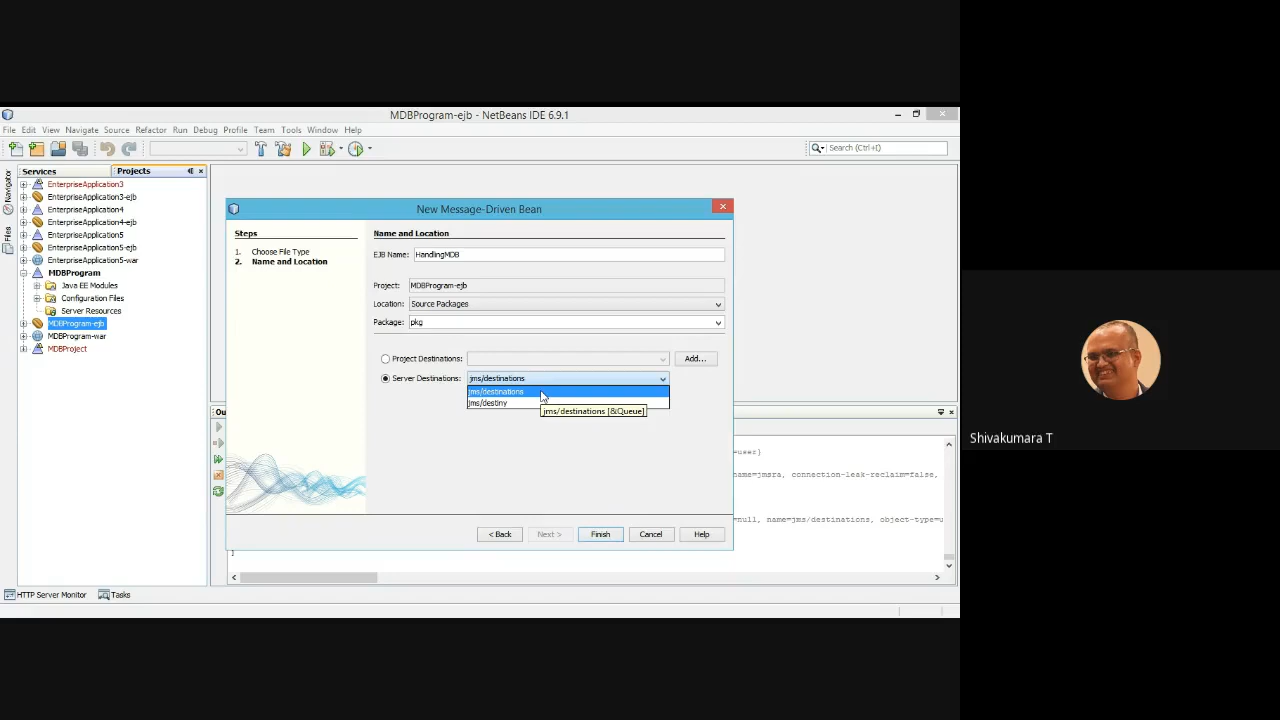 MDBProgram-ejb - NetBeans IDE 6.9.1
File Edit View Navigate Source Refactor Run Debug Profile Team Tools Window Help
Search (Ctrl+I)
Navigator
Files
Services
Projects
EnterpriseApplication3
EnterpriseApplication3-ejb
EnterpriseApplication4
EnterpriseApplication4-ejb
EnterpriseApplication5
EnterpriseApplication5-ejb
EnterpriseApplication5-war
MDBProgram
Java EE Modules
Configuration Files
Server Resources
MDBProgram-ejb
MDBProgram-war
MDBProject
New Message-Driven Bean
Steps
1. Choose File Type
2. Name and Location
Name and Location
EJB Name: HandlingMDB
Project: MDBProgram-ejb
Location: Source Packages
Package: pkg
Project Destinations: Add...
Server Destinations: jms/destinations
jms/destinations
jms/destiny
jms/destinations [&Queue]
< Back Next > Finish Cancel Help
Ou
=user}
name=jmsra, connection-leak-reclaim=false,
=null, name=jms/destinations, object-type=u
]
HTTP Server Monitor Tasks
Shivakumara T